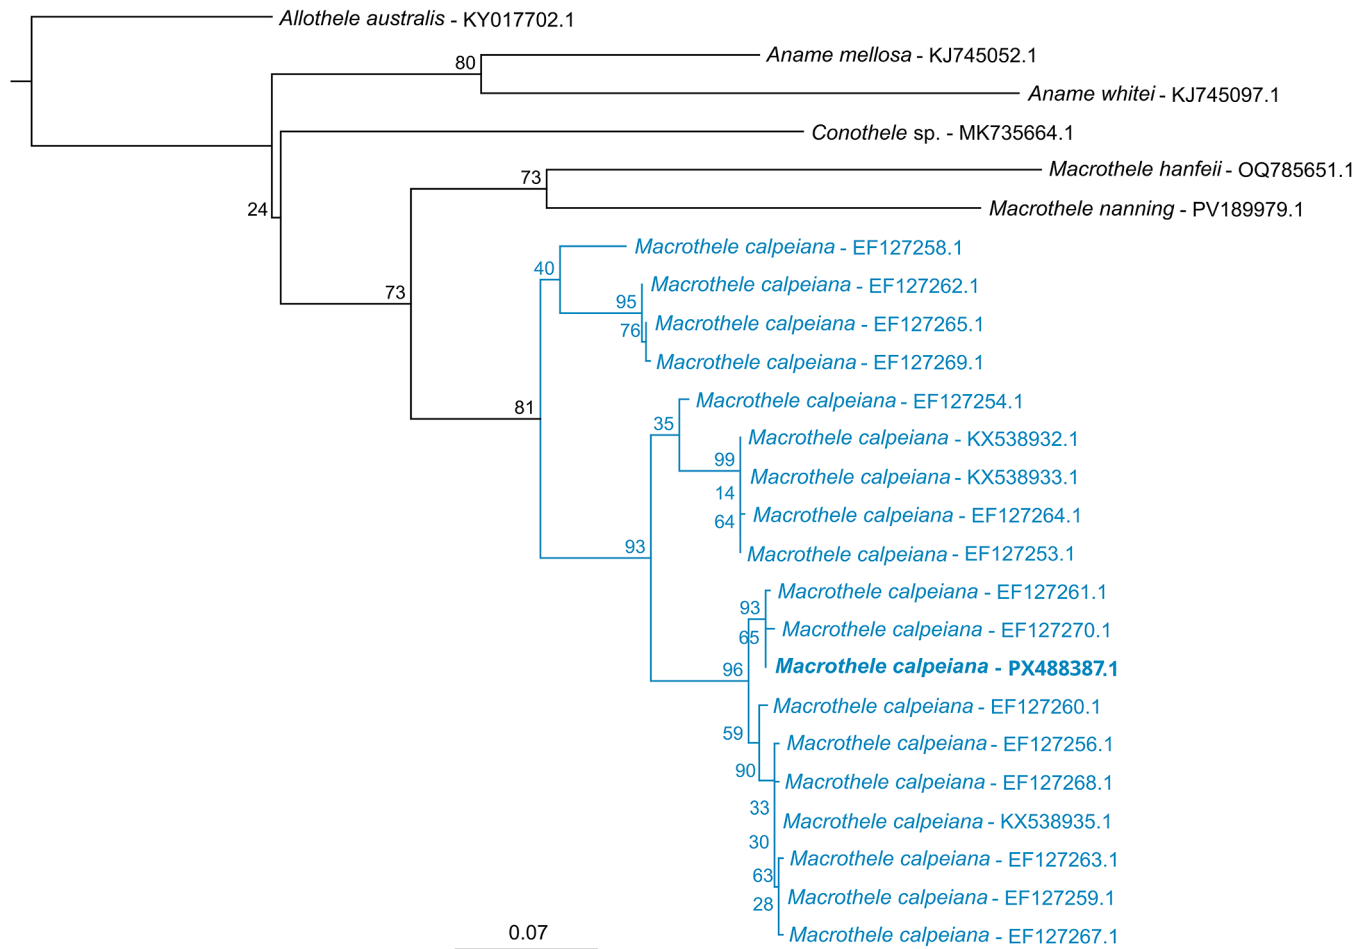 Allothele australis - KY017702.1
80
Aname mellosa - KJ745052.1
Aname whitei - KJ745097.1
Conothele sp. - MK735664.1
73
Macrothele hanfeii - OQ785651.1
24
Macrothele nanning - PV189979.1
Macrothele calpeiana - EF127258.1
40
73
Macrothele calpeiana - EF127262.1
95
76
Macrothele calpeiana - EF127265.1
Macrothele calpeiana - EF127269.1
81
Macrothele calpeiana - EF127254.1
35
Macrothele calpeiana - KX538932.1
99
Macrothele calpeiana - KX538933.1
14
64
Macrothele calpeiana - EF127264.1
93
Macrothele calpeiana - EF127253.1
Macrothele calpeiana - EF127261.1
93
65
Macrothele calpeiana - EF127270.1
96
Macrothele calpeiana - PX488387.1
Macrothele calpeiana - EF127260.1
59
Macrothele calpeiana - EF127256.1
90
Macrothele calpeiana - EF127268.1
33
Macrothele calpeiana - KX538935.1
30
Macrothele calpeiana - EF127263.1
63
28
Macrothele calpeiana - EF127259.1
Macrothele calpeiana - EF127267.1
0.07